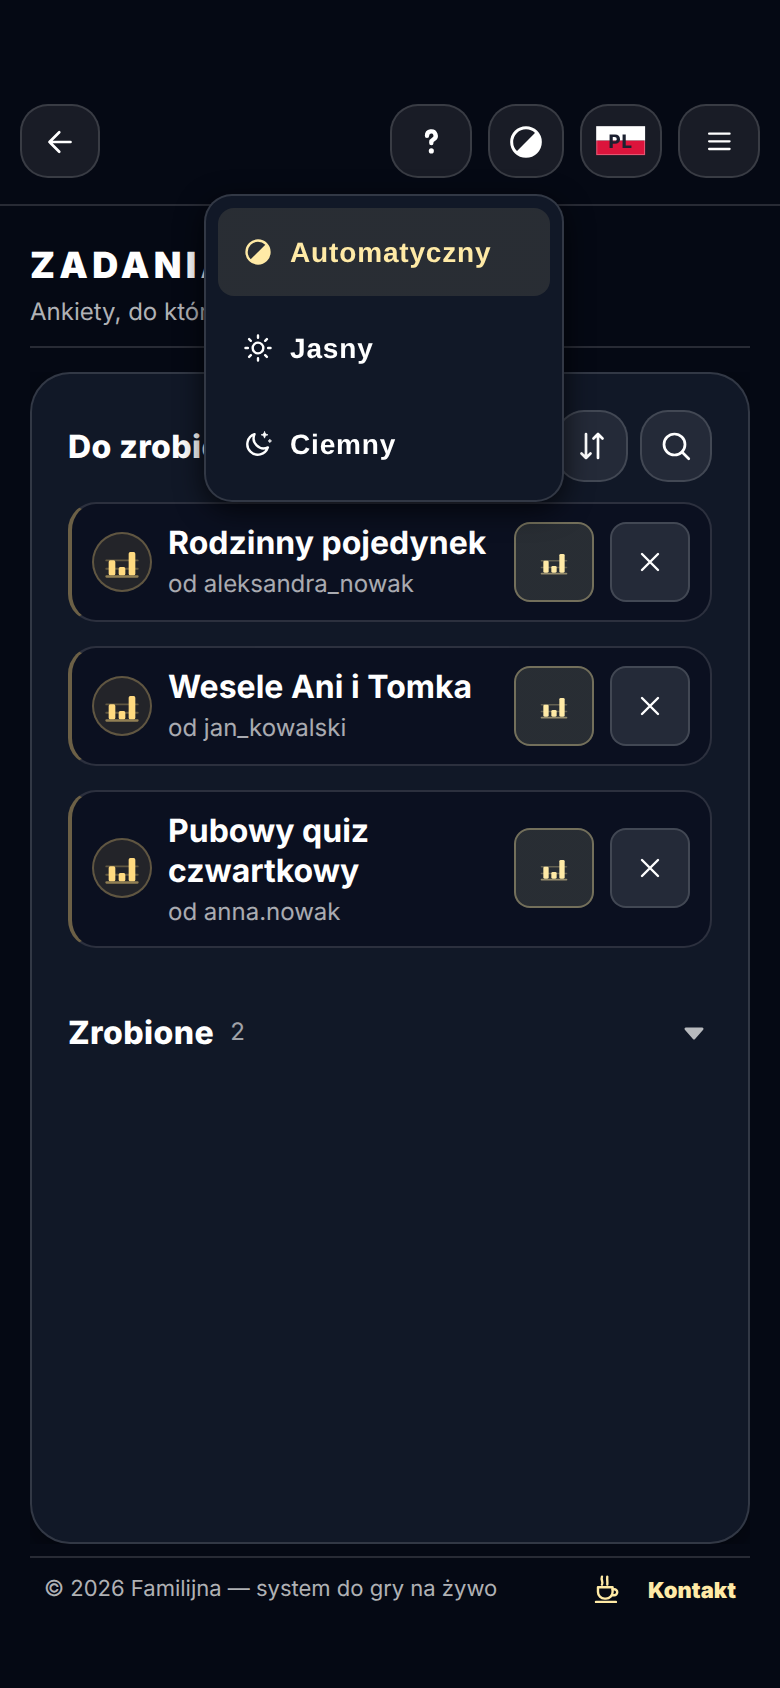 ?
PL
ZADANI
Ankiety, do któr
Automatyczny
Jasny
Ciemny
Do zrobi
Rodzinny pojedynek
od aleksandra_nowak
Wesele Ani i Tomka
od jan_kowalski
Pubowy quiz
czwartkowy
od anna.nowak
Zrobione 2
© 2026 Familijna — system do gry na żywo
Kontakt